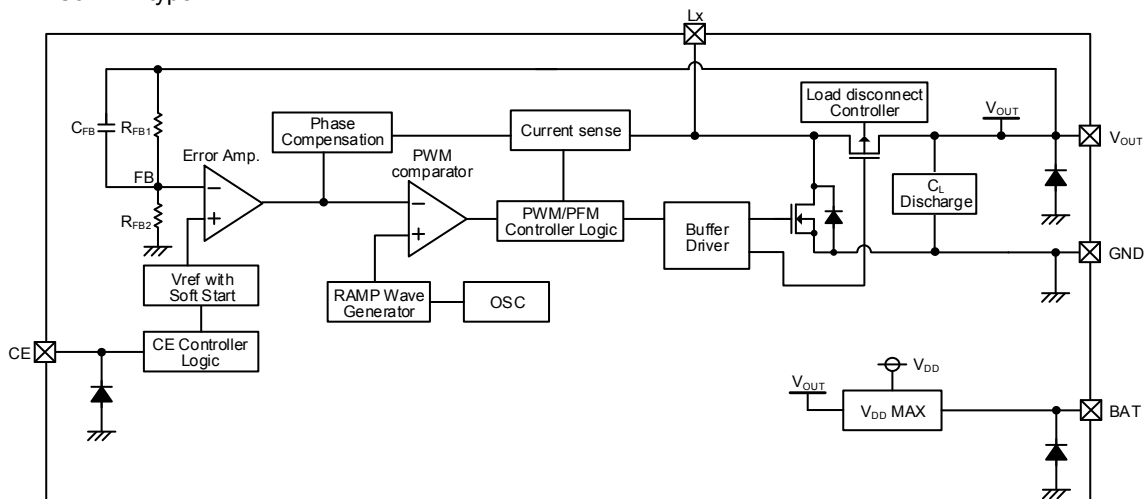 Lx
Load disconnect
Controller
VOUT
CFB
RFB1
Phase
Compensation
Current sense
VOUT
Error Amp.
PWM
comparator
FB
CL
Discharge
RFB2
PWM/PFM
Controller Logic
Buffer
Driver
GND
Vref with
Soft Start
RAMP Wave
Generator
OSC
CE
CE Controller
Logic
VDD
VOUT
VDD MAX
BAT